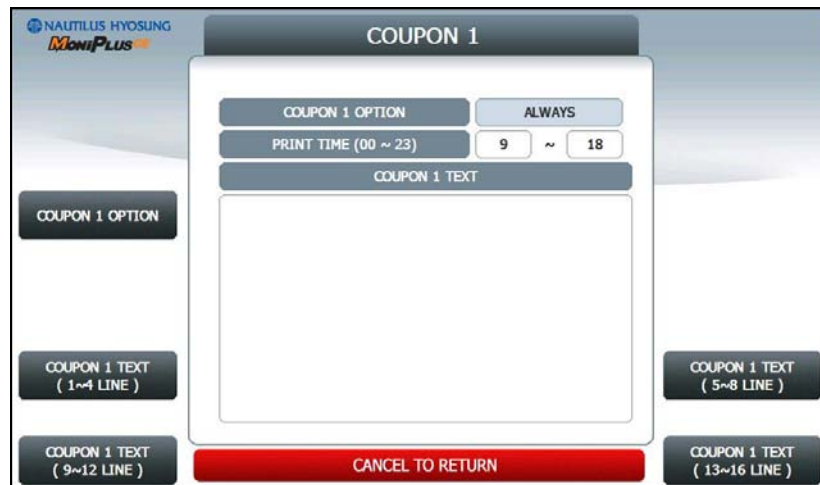 NAUTILUS HYOSUNG
MoniPlus
COUPON 1
COUPON 1 OPTION
ALWAYS
PRINT TIME (00 ~ 23)
9 ~ 18
COUPON 1 TEXT
COUPON 1 OPTION
COUPON 1 TEXT
( 1~4 LINE )
COUPON 1 TEXT
( 5~8 LINE )
COUPON 1 TEXT
( 9~12 LINE )
CANCEL TO RETURN
COUPON 1 TEXT
( 13~16 LINE )